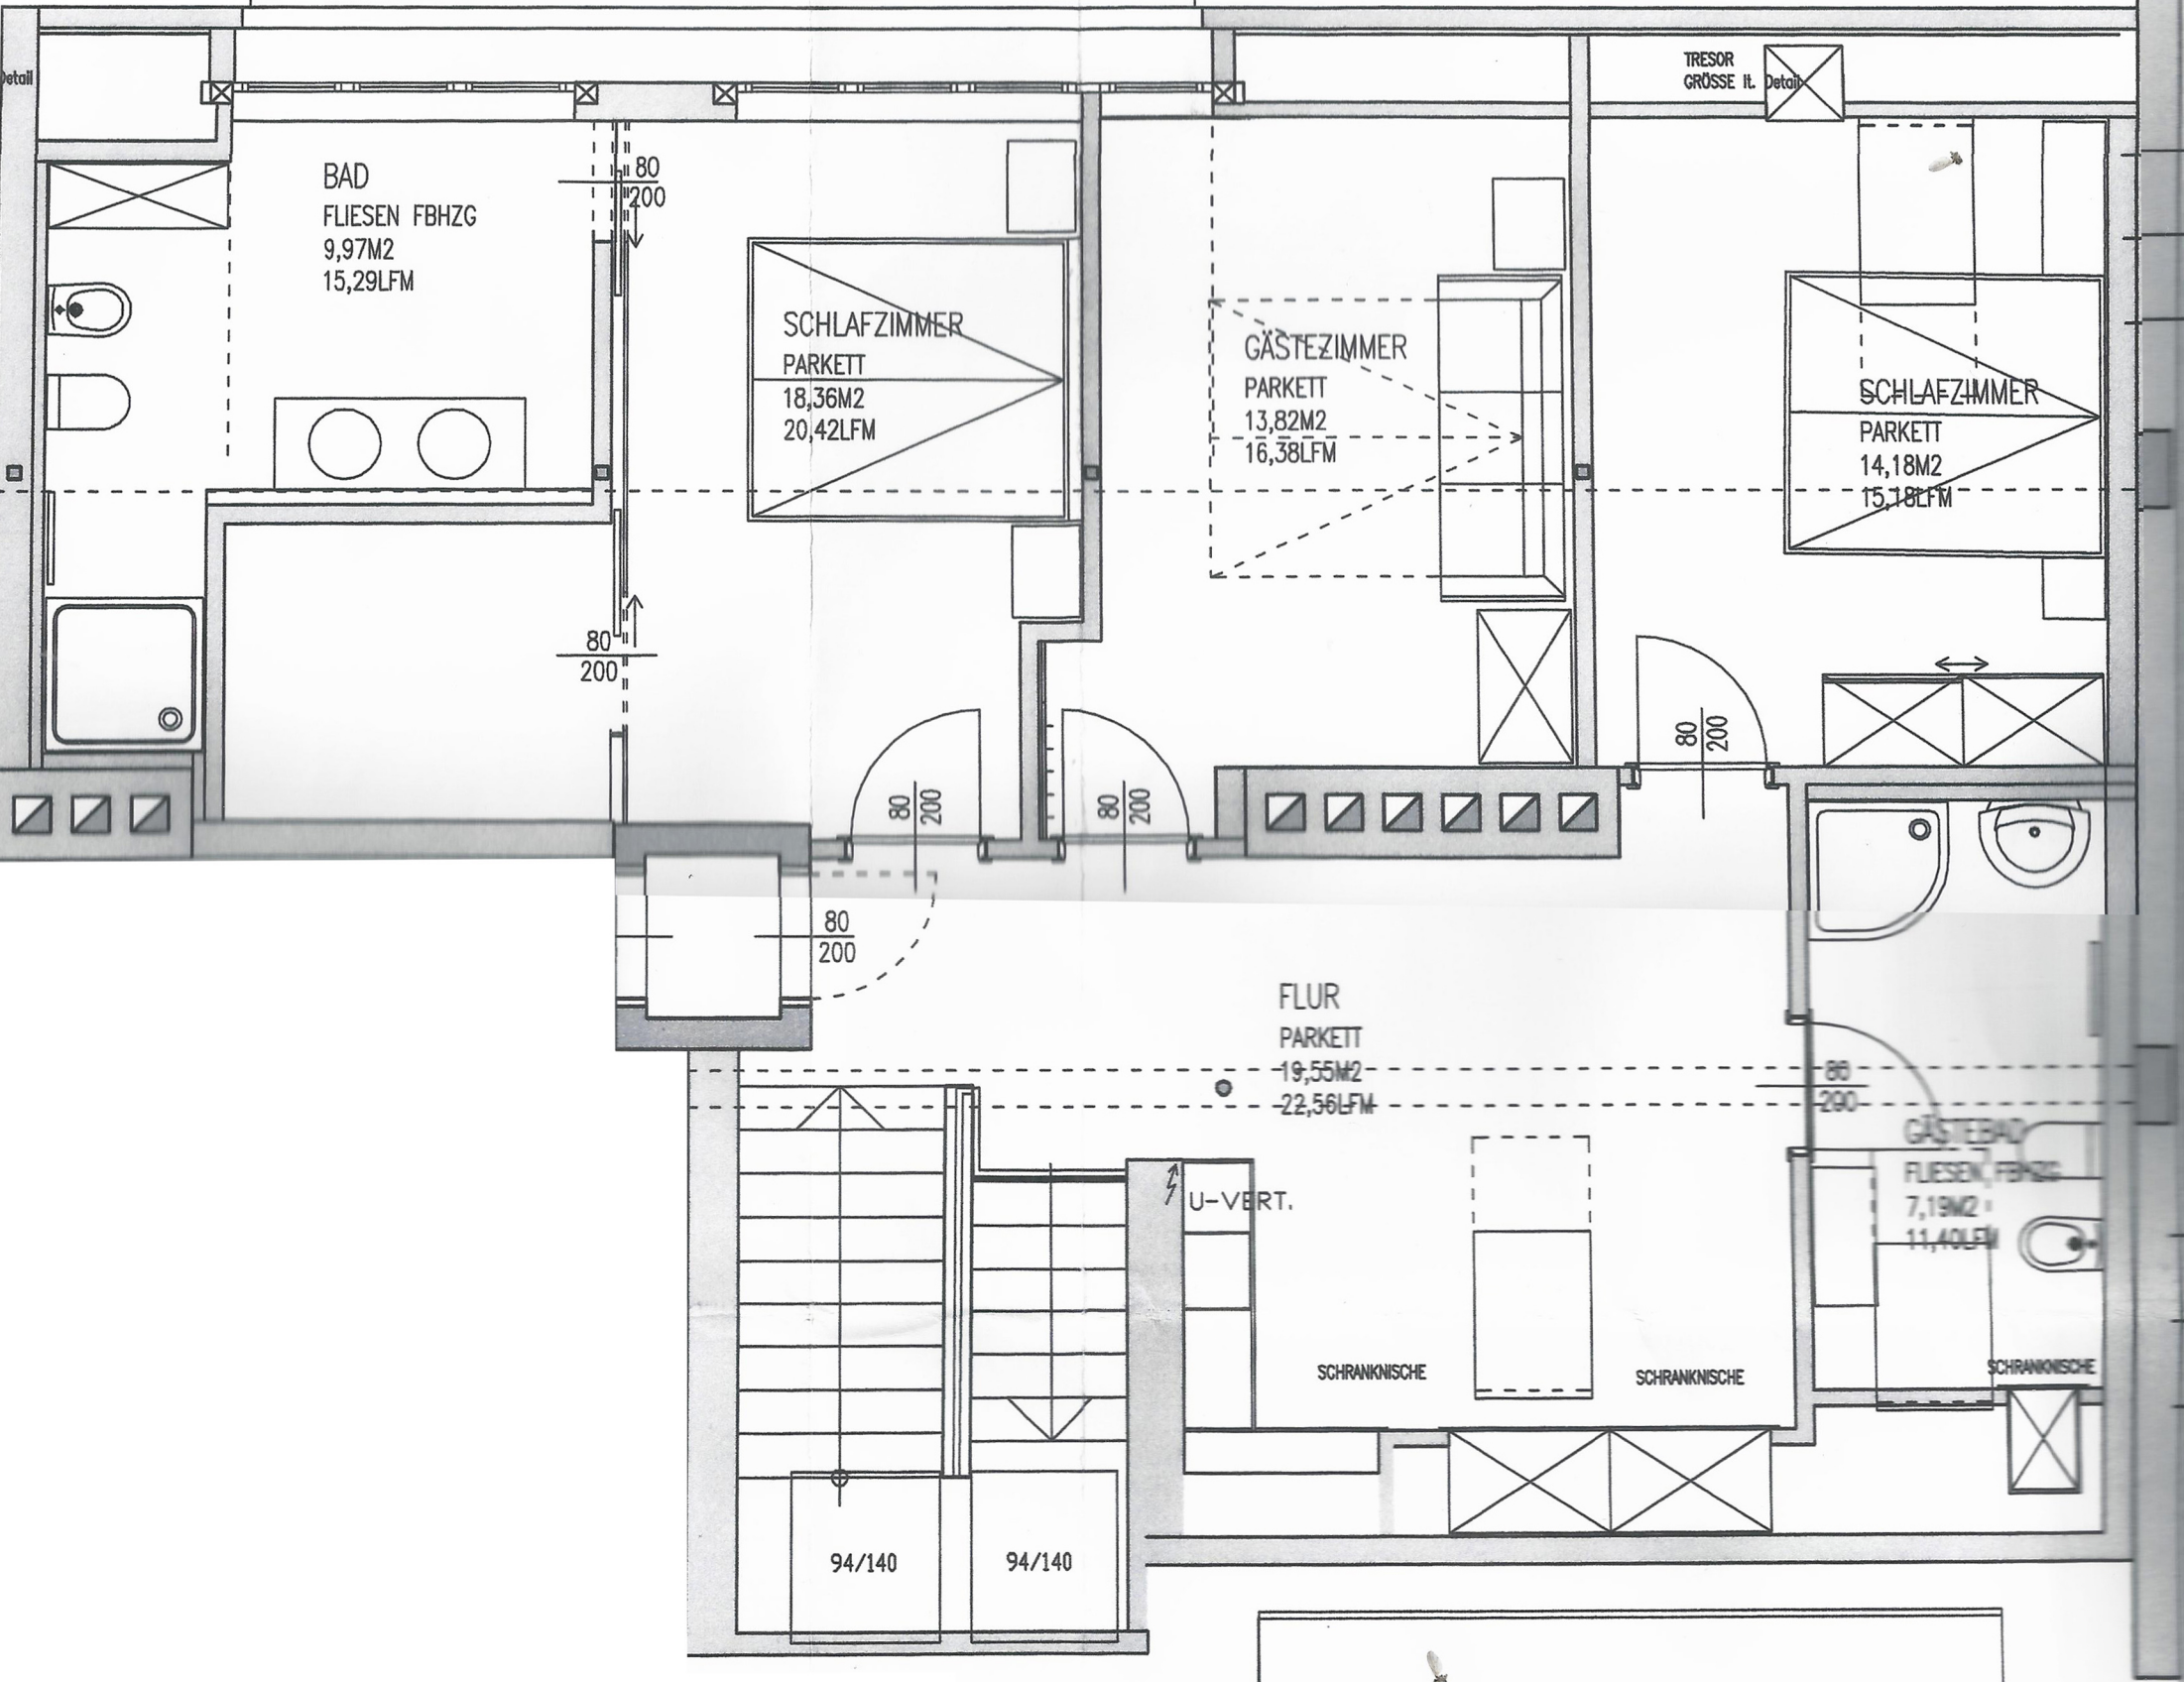 Detail
TRESOR
GRÖSSE lt. Detail
BAD
FLIESEN FBHZG
9,97M2
15,29LFM
80
200
SCHLAFZIMMER
PARKETT
18,36M2
20,42LFM
GÄSTEZIMMER
PARKETT
13,82M2
16,38LFM
SCHLAFZIMMER
PARKETT
14,18M2
15,18LFM
80
200
80
200
80
200
80
200
80
200
FLUR
PARKETT
19,55M2
22,56LFM
80
200
GÄSTEBAD
FLIESEN FBHZG
7,19M2
11,40LFM
U-VERT.
SCHRANKNISCHE
SCHRANKNISCHE
SCHRANKNISCHE
94/140
94/140